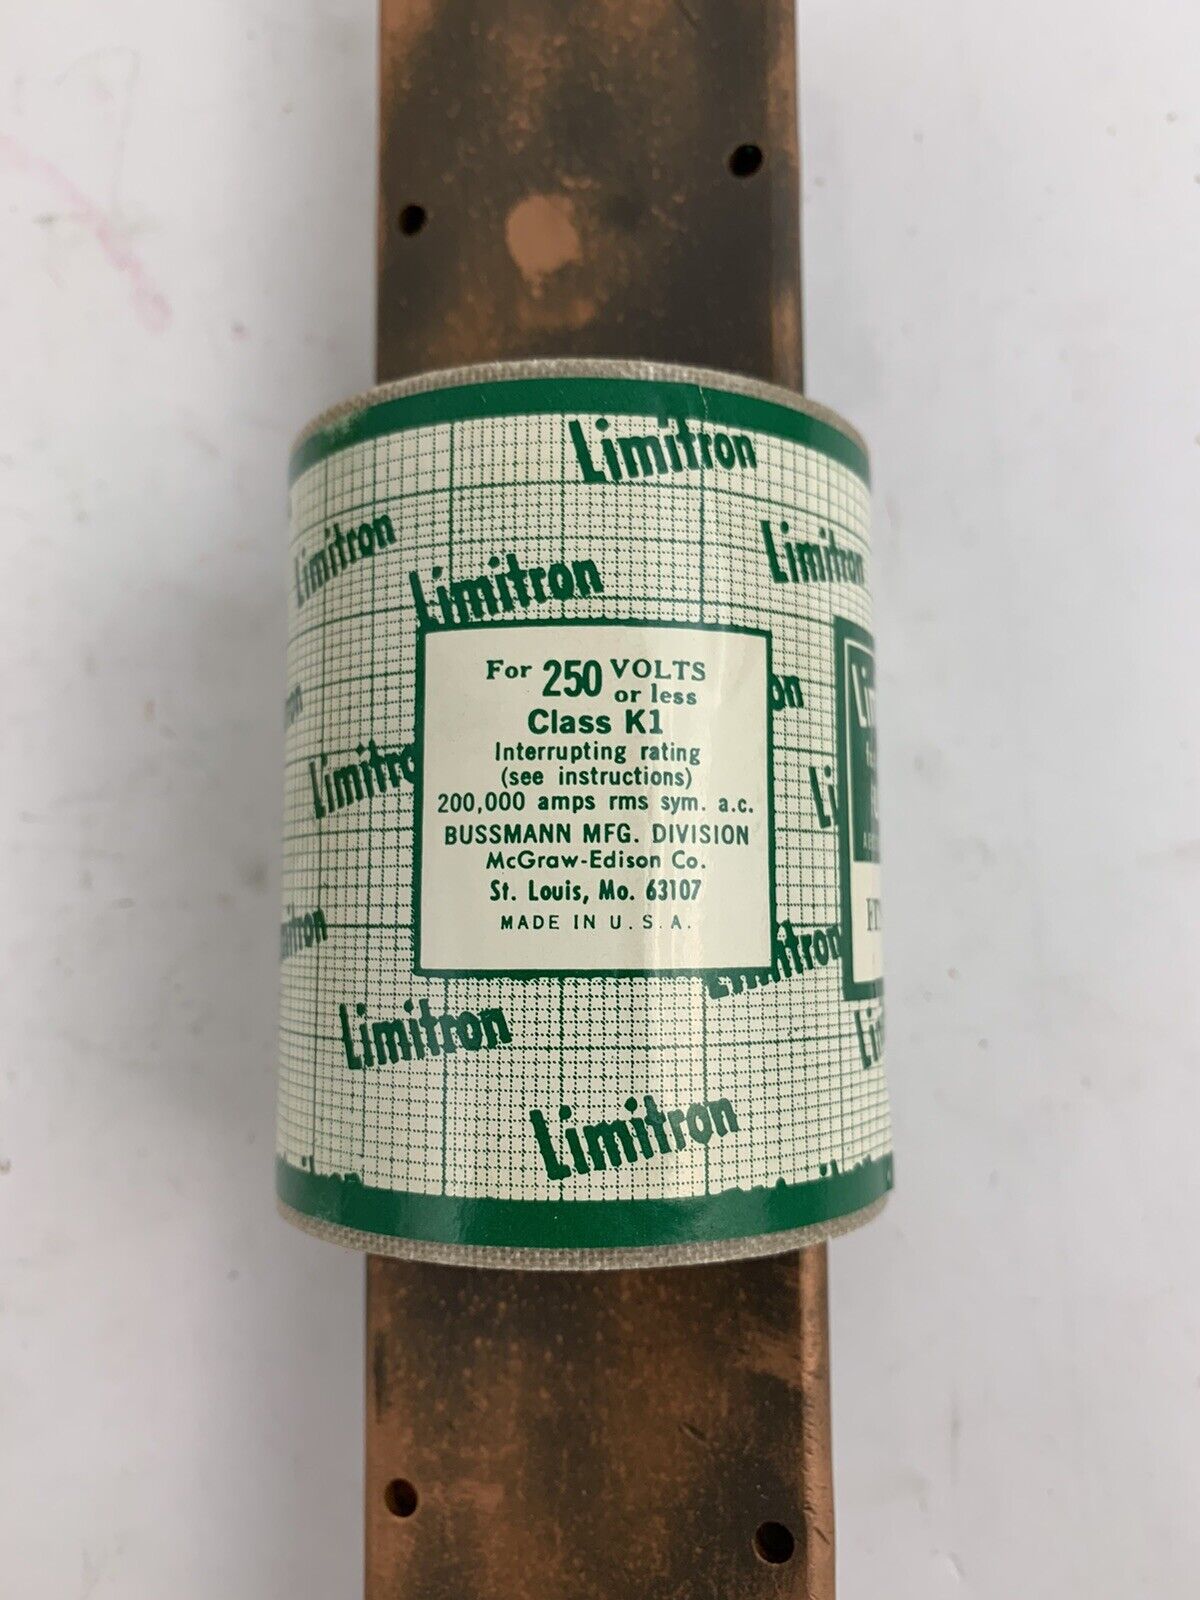 Limitron
Limitron
Limitron
Limitron
For 250 VOLTS
or less
Class K1
Interrupting rating
(see instructions)
200,000 amps rms sym. a.c.
BUSSMANN MFG. DIVISION
McGraw-Edison Co.
St. Louis, Mo. 63107
MADE IN U. S. A.
Limitro
Limitron
Limitron